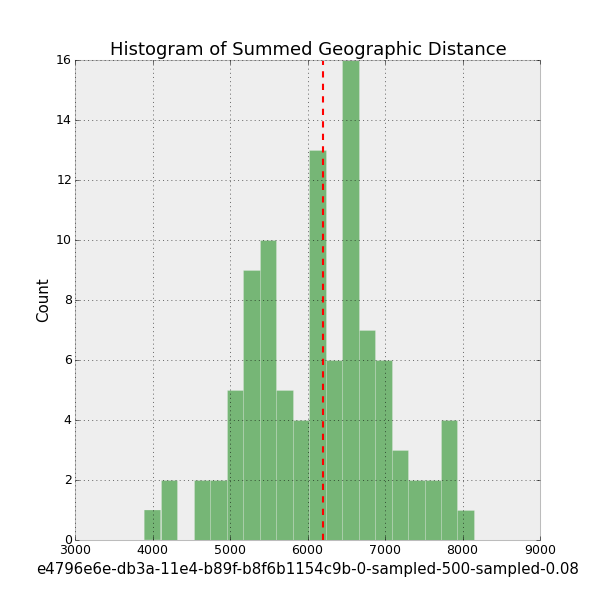 Histogram of Summed Geographic Distance
16
14
12
10
8
6
4
2
0
Count
3000 4000 5000 6000 7000 8000 9000
e4796e6e-db3a-11e4-b89f-b8f6b1154c9b-0-sampled-500-sampled-0.08